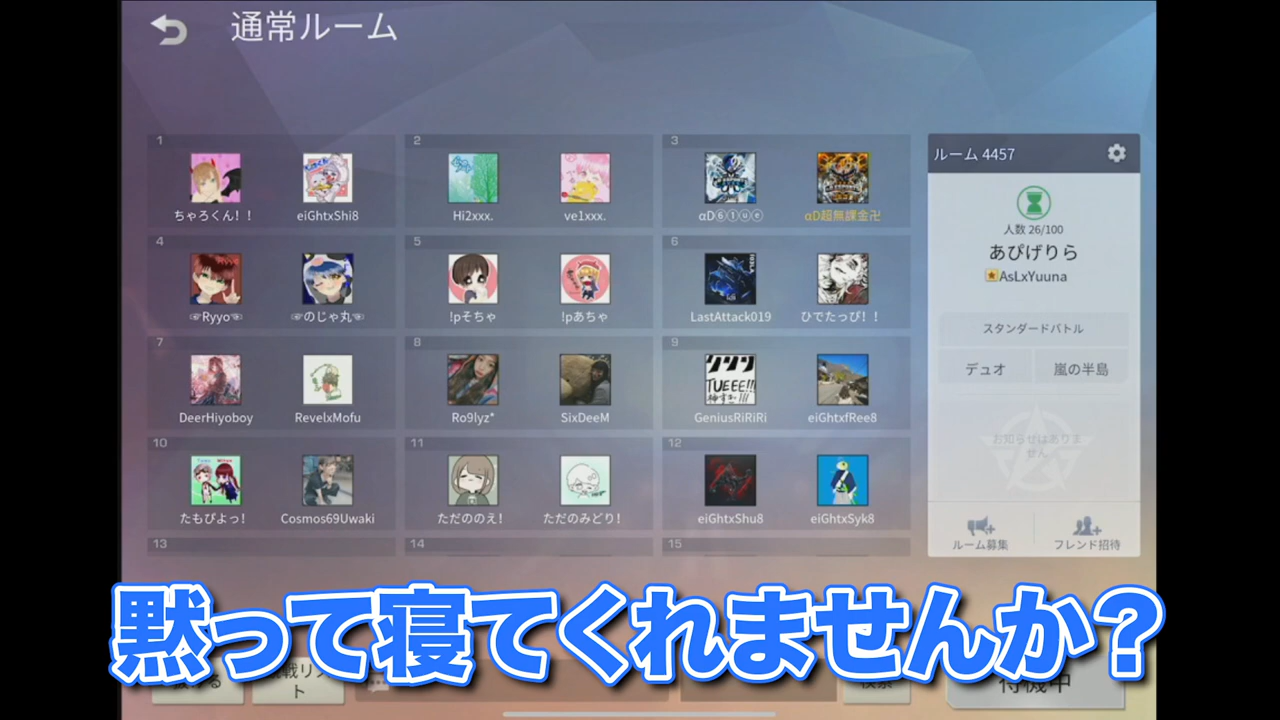 通常ルーム
1
ちゃろくん！！
eiGhtxShi8
2
Hi2xxx.
ve1xxx.
3
αD⑥①ⓤⓔ
αD超無課金卍
4
☞Ryyo☜
☞のじゃ丸☜
5
!pそちゃ
!pあちゃ
6
LastAttack019
ひでたっぴ！！
7
DeerHiyoboy
RevelxMofu
8
Ro9lyz*
SixDeeM
9
GeniusRiRiRi
eiGhtxfRee8
10
たもぴよっ！
Cosmos69Uwaki
11
ただののえ！
ただのみどり！
12
eiGhtxShu8
eiGhtxSyk8
13
14
15
ルーム 4457
人数 26/100
あぴげりら
AsLxYuuna
スタンダードバトル
デュオ
嵐の半島
お知らせはありま
せん
ルーム募集
フレンド招待
黙って寝てくれませんか？
待機中